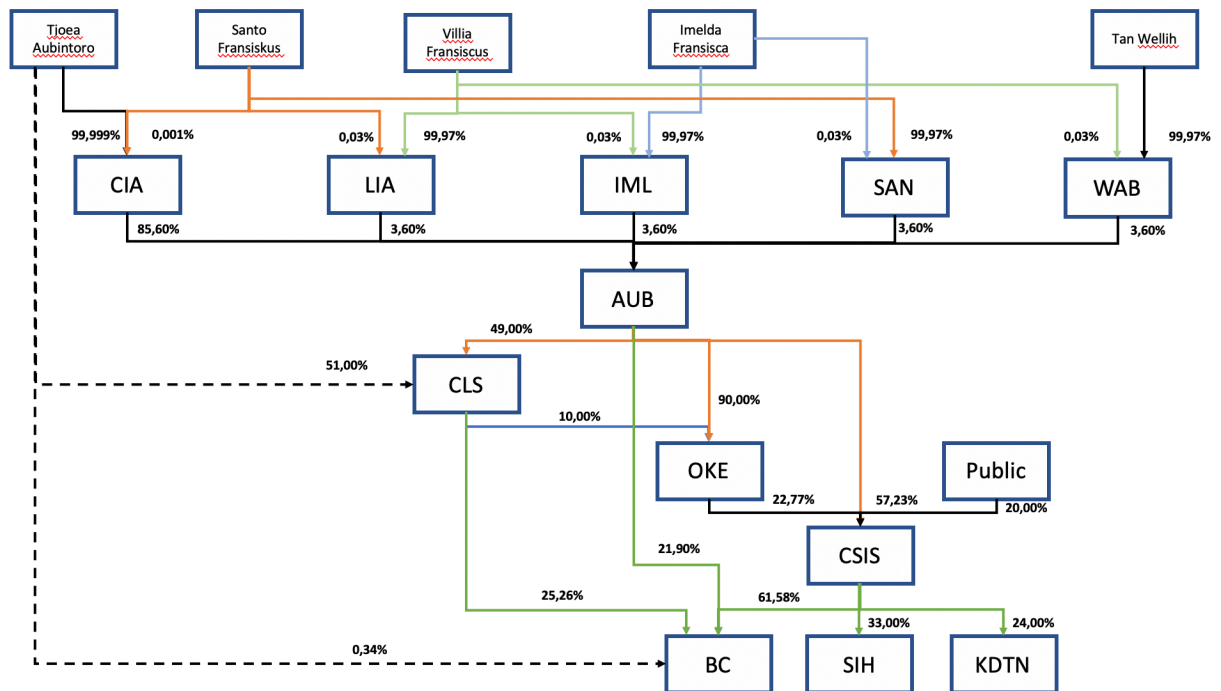 Tjoea
Aubintoro
Santo
Fransiskus
Villia
Fransiscus
Imelda
Fransisca
Tan Wellih
99,999%
0,001%
0,03%
99,97%
0,03%
99,97%
0,03%
99,97%
0,03%
99,97%
CIA
LIA
IML
SAN
WAB
85,60%
3,60%
3,60%
3,60%
3,60%
AUB
49,00%
51,00%
CLS
90,00%
10,00%
OKE
Public
22,77%
57,23%
20,00%
CSIS
21,90%
25,26%
61,58%
33,00%
24,00%
0,34%
BC
SIH
KDTN